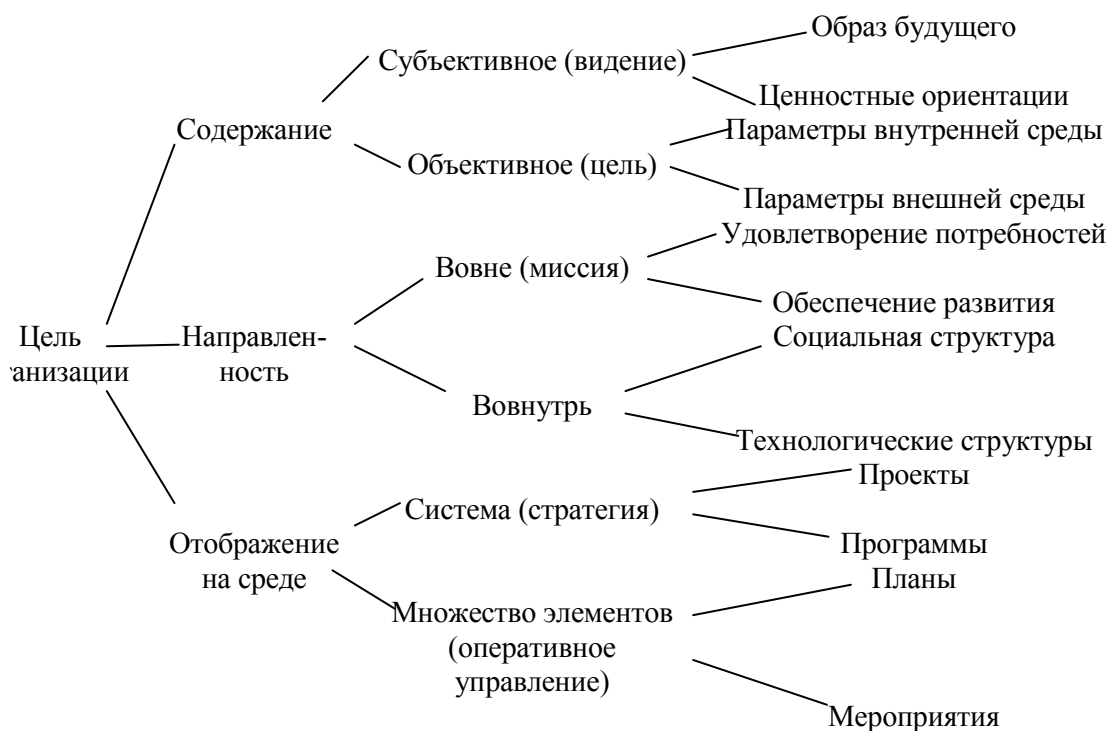 Образ будущего
Субъективное (видение)
Ценностные ориентации
Содержание
Параметры внутренней среды
Объективное (цель)
Параметры внешней среды
Удовлетворение потребностей
Вовне (миссия)
Обеспечение развития
Цель
танизации
Направлен-
ность
Социальная структура
Вовнутрь
Технологические структуры
Проекты
Система (стратегия)
Отображение
на среде
Программы
Планы
Множество элементов
(оперативное
управление)
Мероприятия